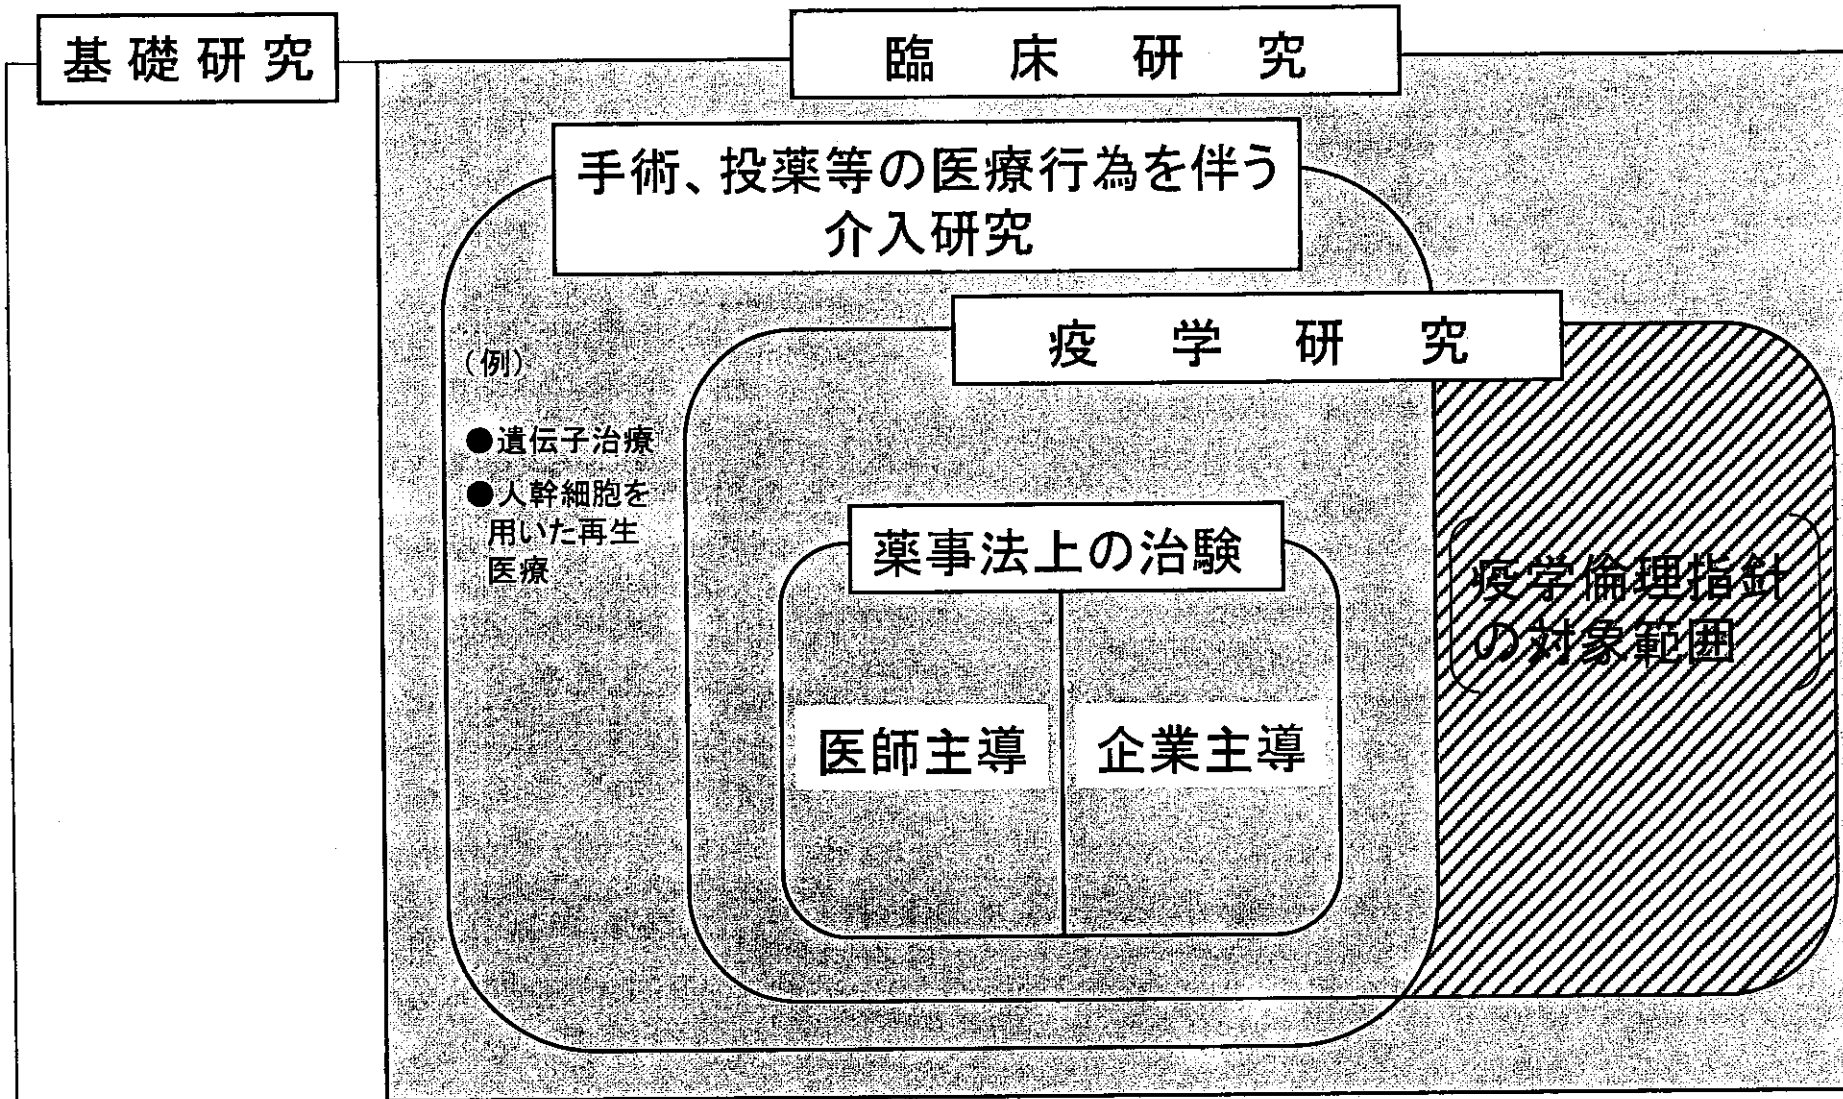 基礎研究
臨床研究
手術、投薬等の医療行為を伴う
介入研究
疫学研究
(例)
●遺伝子治療
●人幹細胞を
用いた再生
医療
薬事法上の治験
医師主導
企業主導
疫学倫理指針
の対象範囲